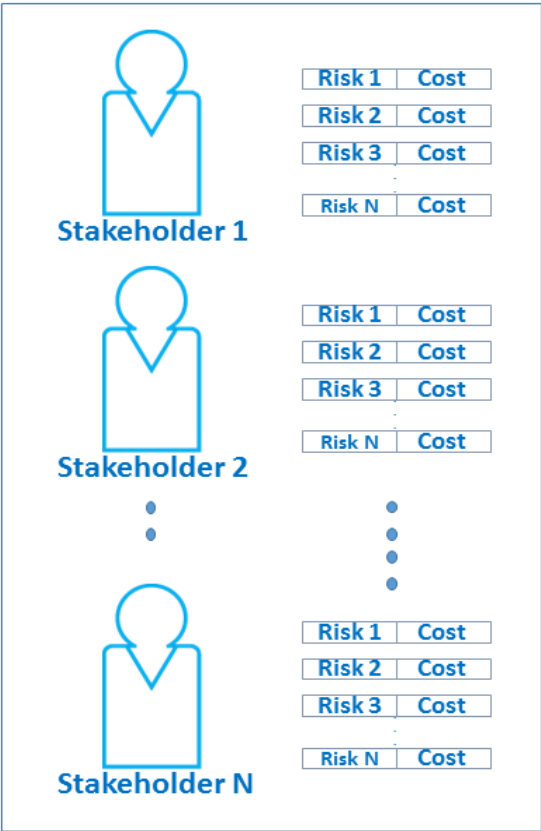 Risk 1 Cost
Risk 2 Cost
Risk 3 Cost
Risk N Cost
Stakeholder 1
Risk 1 Cost
Risk 2 Cost
Risk 3 Cost
Risk N Cost
Stakeholder 2
Risk 1 Cost
Risk 2 Cost
Risk 3 Cost
Risk N Cost
Stakeholder N